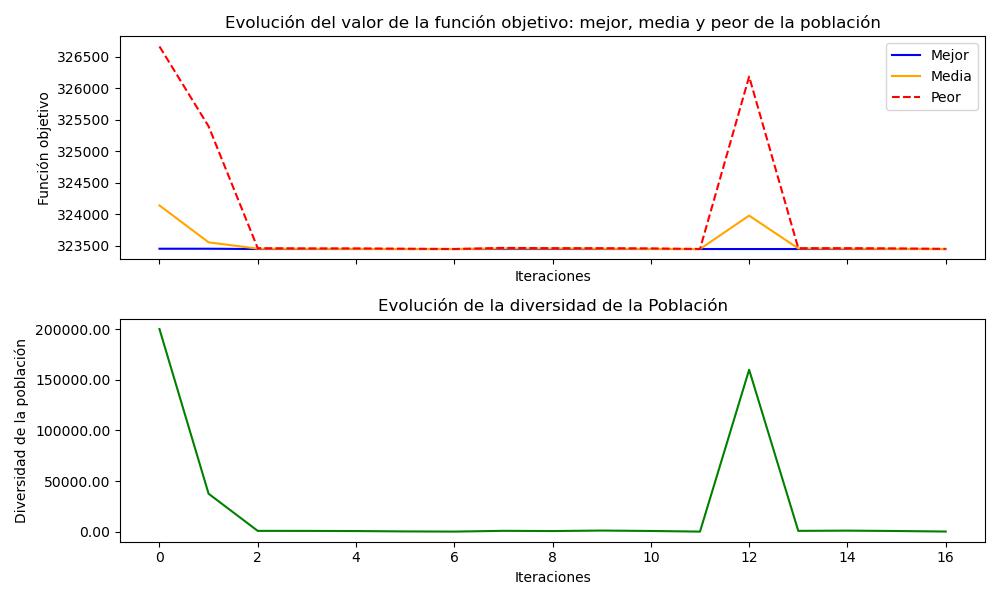 Evolución del valor de la función objetivo: mejor, media y peor de la población
Función objetivo
326500
326000
325500
325000
324500
324000
323500
Mejor
Media
Peor
Iteraciones
Evolución de la diversidad de la Población
Diversidad de la población
200000.00
150000.00
100000.00
50000.00
0.00
0 2 4 6 8 10 12 14 16
Iteraciones